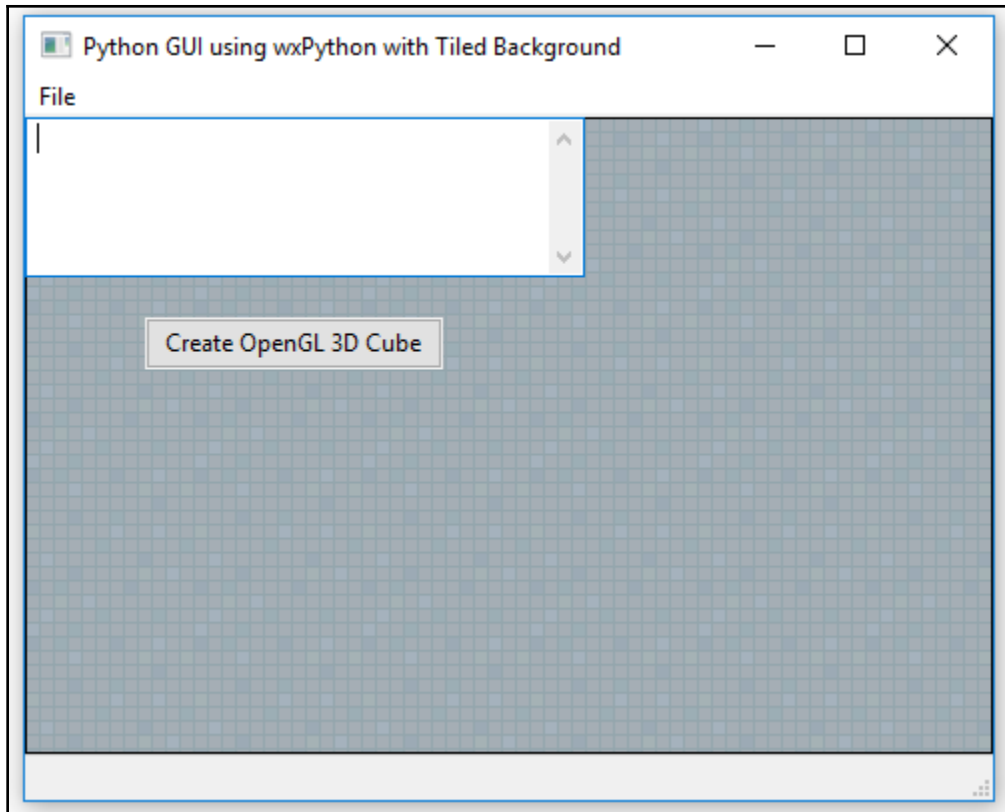 Python GUI using wxPython with Tiled Background
File
Create OpenGL 3D Cube